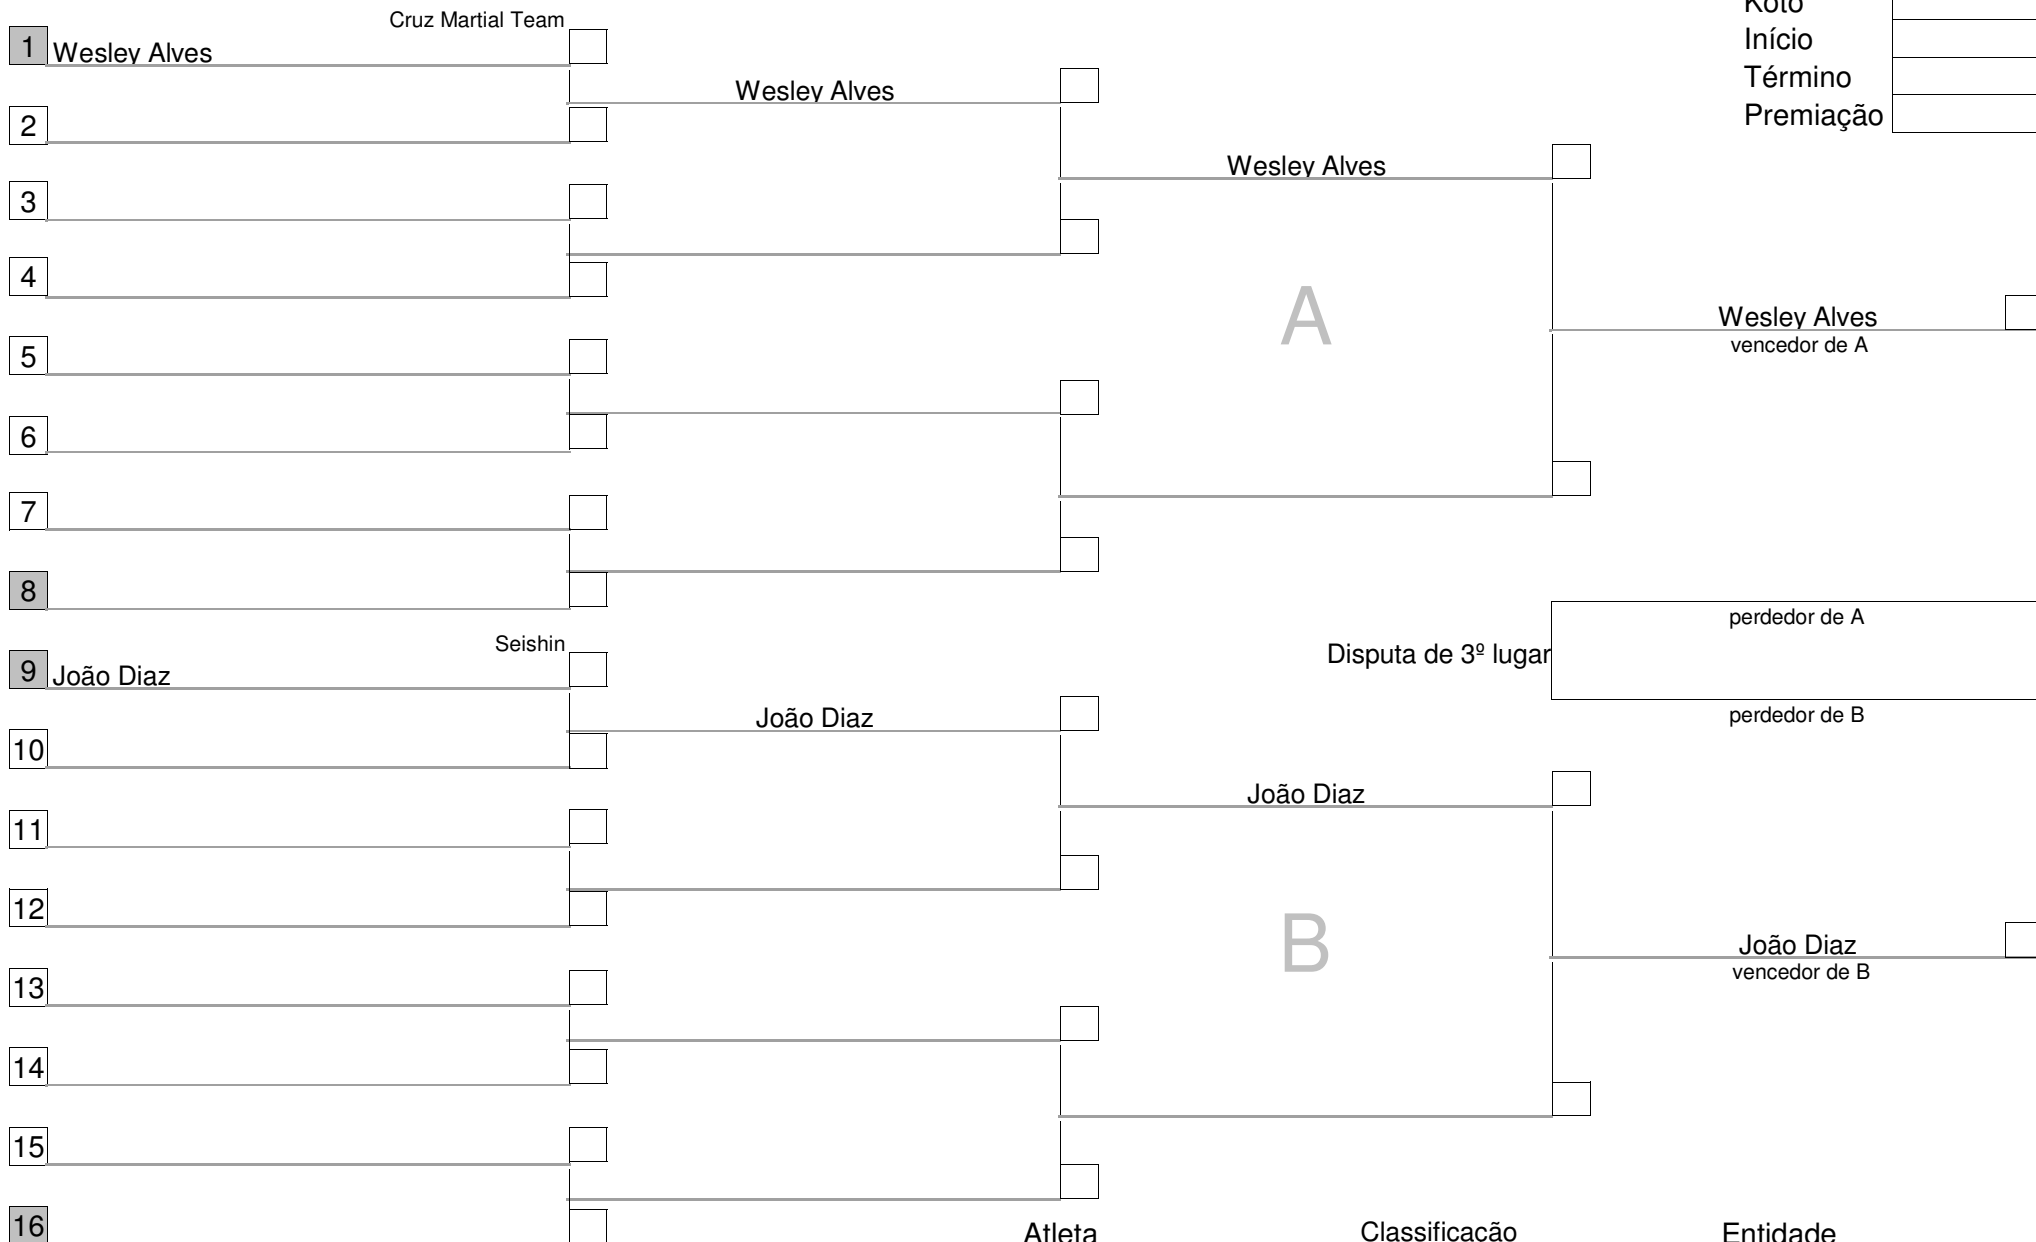 Koto
Cruz Martial Team
1 Wesley Alves
Início
Wesley Alves
Término
2
Premiação
Wesley Alves
3
4
A
Wesley Alves
vencedor de A
5
6
7
8
perdedor de A
Seishin
Disputa de 3º lugar
9 João Diaz
João Diaz
perdedor de B
10
João Diaz
11
12
B
João Diaz
vencedor de B
13
14
15
16
Atleta Classificação Entidade